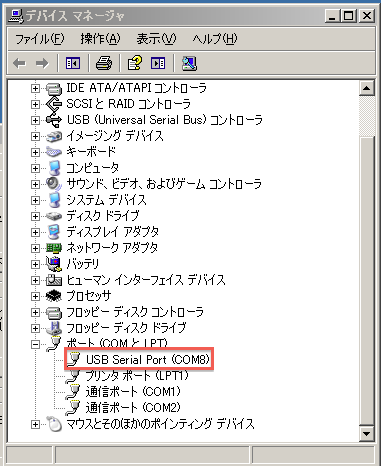 デバイス マネージャ
ファイル(F) 操作(A) 表示(V) ヘルプ(H)
IDE ATA/ATAPI コントローラ
SCSI と RAID コントローラ
USB (Universal Serial Bus) コントローラ
イメージング デバイス
キーボード
コンピュータ
サウンド、ビデオ、およびゲーム コントローラ
システム デバイス
ディスク ドライブ
ディスプレイ アダプタ
ネットワーク アダプタ
バッテリ
ヒューマン インターフェイス デバイス
プロセッサ
フロッピー ディスク コントローラ
フロッピー ディスク ドライブ
ポート (COM と LPT)
USB Serial Port (COM8)
プリンタ ポート (LPT1)
通信ポート (COM1)
通信ポート (COM2)
マウスとそのほかのポインティング デバイス